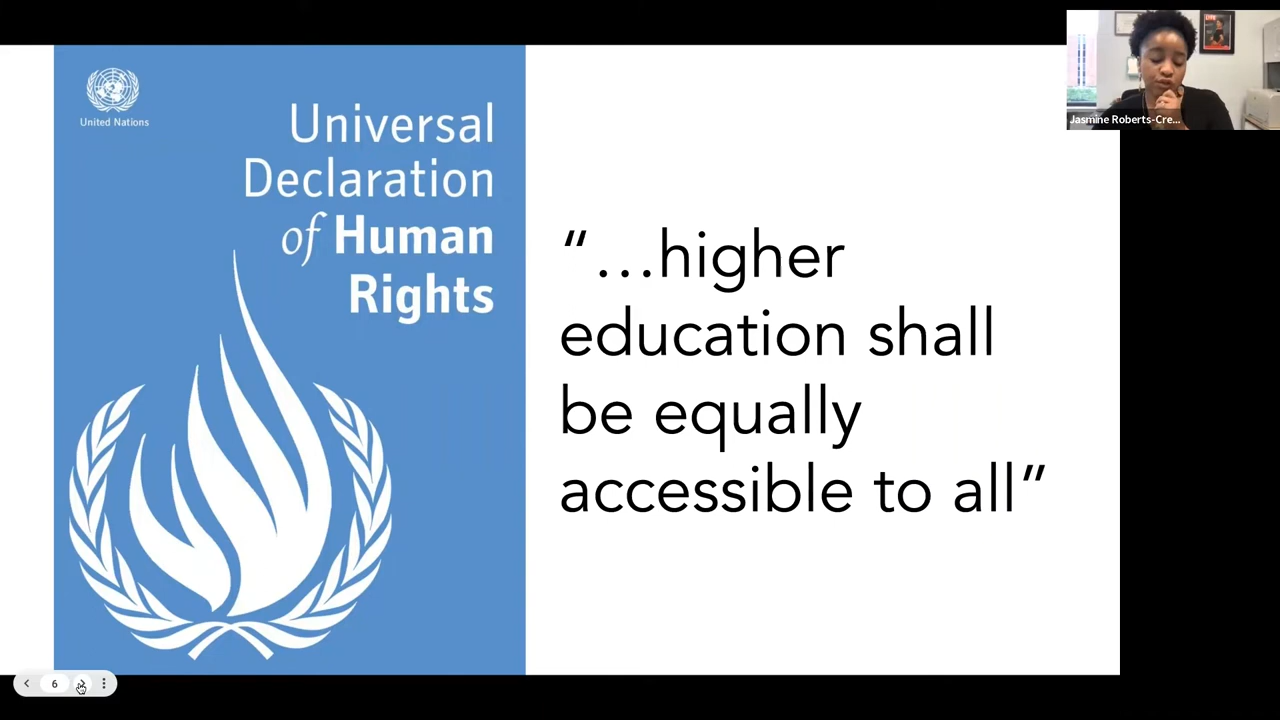 United Nations
Universal
Declaration
of Human
Rights
“…higher
education shall
be equally
accessible to all”
LIFE
Jasmine Roberts-Cre...
6